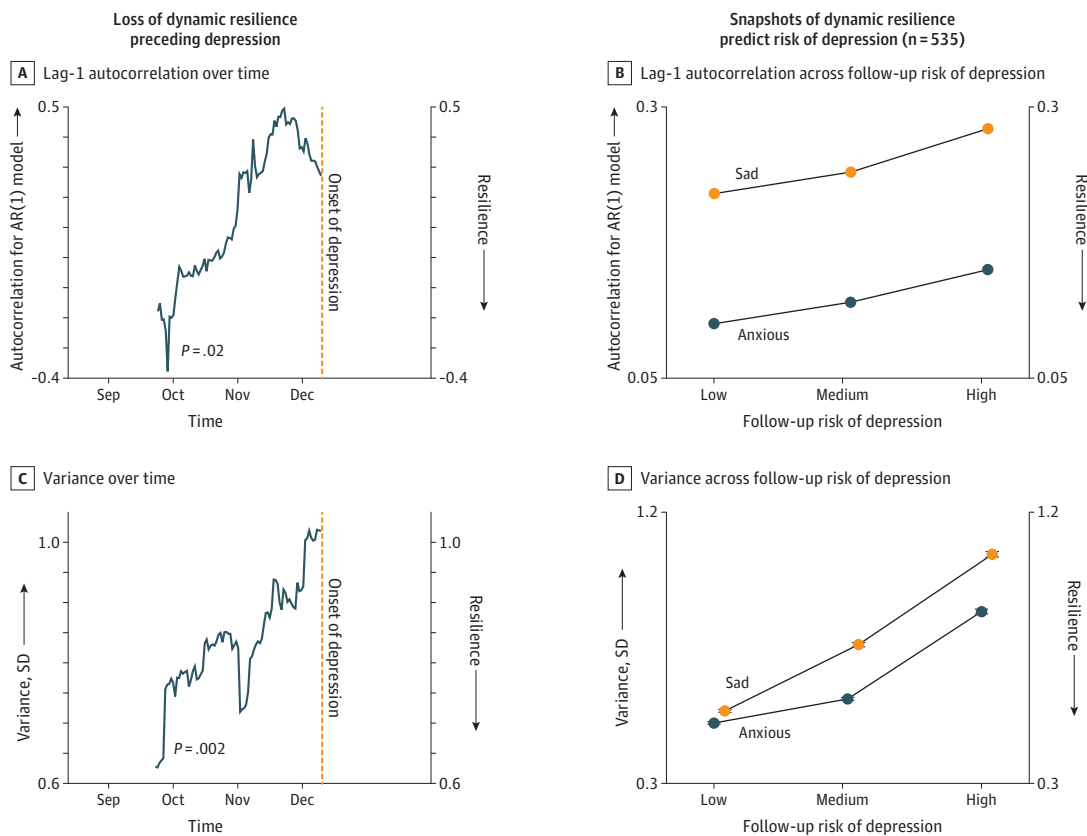 Loss of dynamic resilience
preceding depression
Snapshots of dynamic resilience
predict risk of depression (n = 535)
A Lag-1 autocorrelation over time
0.5
-0.4
Autocorrelation for AR(1) model
0.5
-0.4
Resilience
Onset of depression
P = .02
Sep Oct Nov Dec
Time
B Lag-1 autocorrelation across follow-up risk of depression
0.3
0.05
Autocorrelation for AR(1) model
0.3
0.05
Resilience
Sad
Anxious
Low Medium High
Follow-up risk of depression
C Variance over time
1.0
0.6
Variance, SD
1.0
0.6
Resilience
Onset of depression
P = .002
Sep Oct Nov Dec
Time
D Variance across follow-up risk of depression
1.2
0.3
Variance, SD
1.2
0.3
Resilience
Sad
Anxious
Low Medium High
Follow-up risk of depression